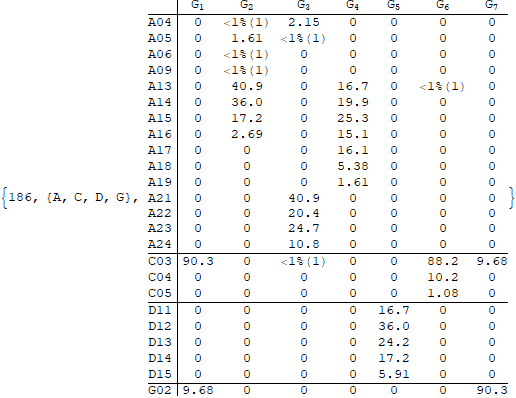 G1 G2 G3 G4 G5 G6 G7
A04 0 <1%(1) 2.15 0 0 0 0
A05 0 1.61 <1%(1) 0 0 0 0
A06 0 <1%(1) 0 0 0 0 0
A09 0 <1%(1) 0 0 0 0 0
A13 0 40.9 0 16.7 0 <1%(1) 0
A14 0 36.0 0 19.9 0 0 0
A15 0 17.2 0 25.3 0 0 0
A16 0 2.69 0 15.1 0 0 0
A17 0 0 0 16.1 0 0 0
A18 0 0 0 5.38 0 0 0
A19 0 0 0 1.61 0 0 0
{186, {A, C, D, G}, A21 0 0 40.9 0 0 0 0 }
A22 0 0 20.4 0 0 0 0
A23 0 0 24.7 0 0 0 0
A24 0 0 10.8 0 0 0 0
C03 90.3 0 <1%(1) 0 0 88.2 9.68
C04 0 0 0 0 0 10.2 0
C05 0 0 0 0 0 1.08 0
D11 0 0 0 0 16.7 0 0
D12 0 0 0 0 36.0 0 0
D13 0 0 0 0 24.2 0 0
D14 0 0 0 0 17.2 0 0
D15 0 0 0 0 5.91 0 0
G02 9.68 0 0 0 0 0 90.3